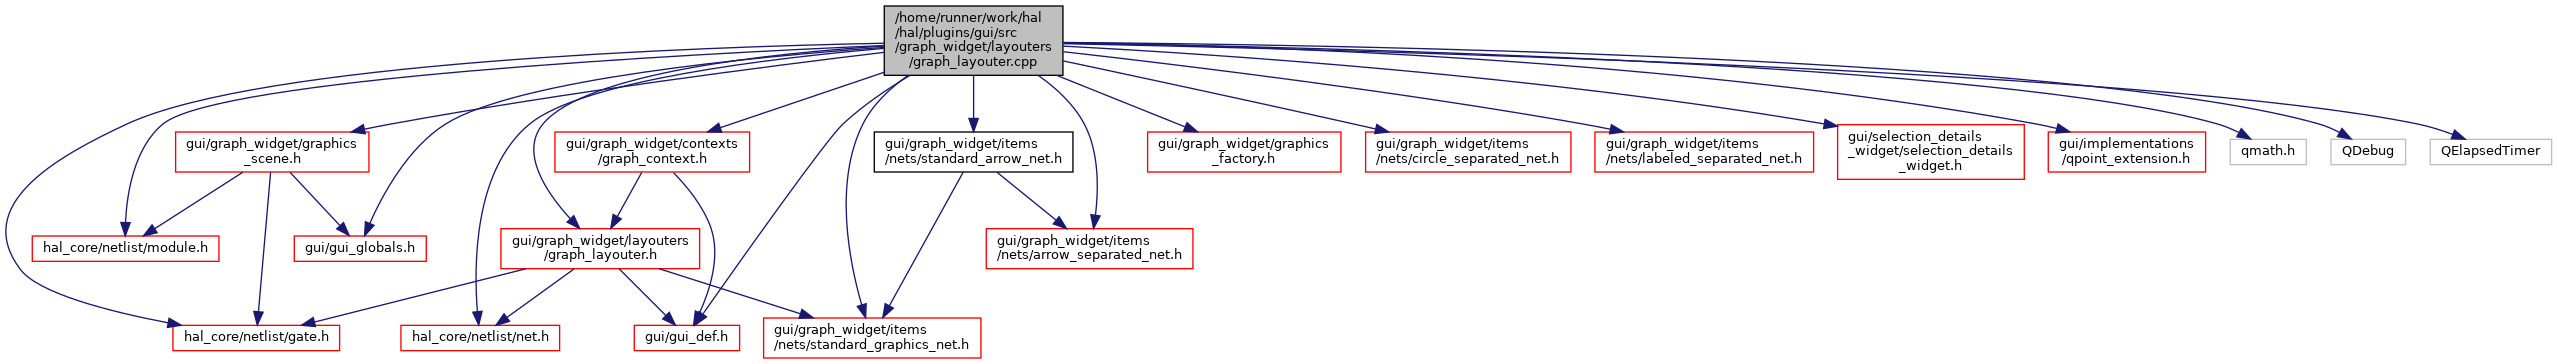 /home/runner/work/hal
/hal/plugins/gui/src
/graph_widget/layouters
/graph_layouter.cpp
gui/graph_widget/graphics
_scene.h
gui/graph_widget/contexts
/graph_context.h
gui/graph_widget/items
/nets/standard_arrow_net.h
gui/graph_widget/graphics
_factory.h
gui/graph_widget/items
/nets/circle_separated_net.h
gui/graph_widget/items
/nets/labeled_separated_net.h
gui/selection_details
_widget/selection_details
_widget.h
gui/implementations
/qpoint_extension.h
qmath.h
QDebug
QElapsedTimer
hal_core/netlist/module.h
gui/gui_globals.h
gui/graph_widget/layouters
/graph_layouter.h
gui/graph_widget/items
/nets/arrow_separated_net.h
hal_core/netlist/gate.h
hal_core/netlist/net.h
gui/gui_def.h
gui/graph_widget/items
/nets/standard_graphics_net.h